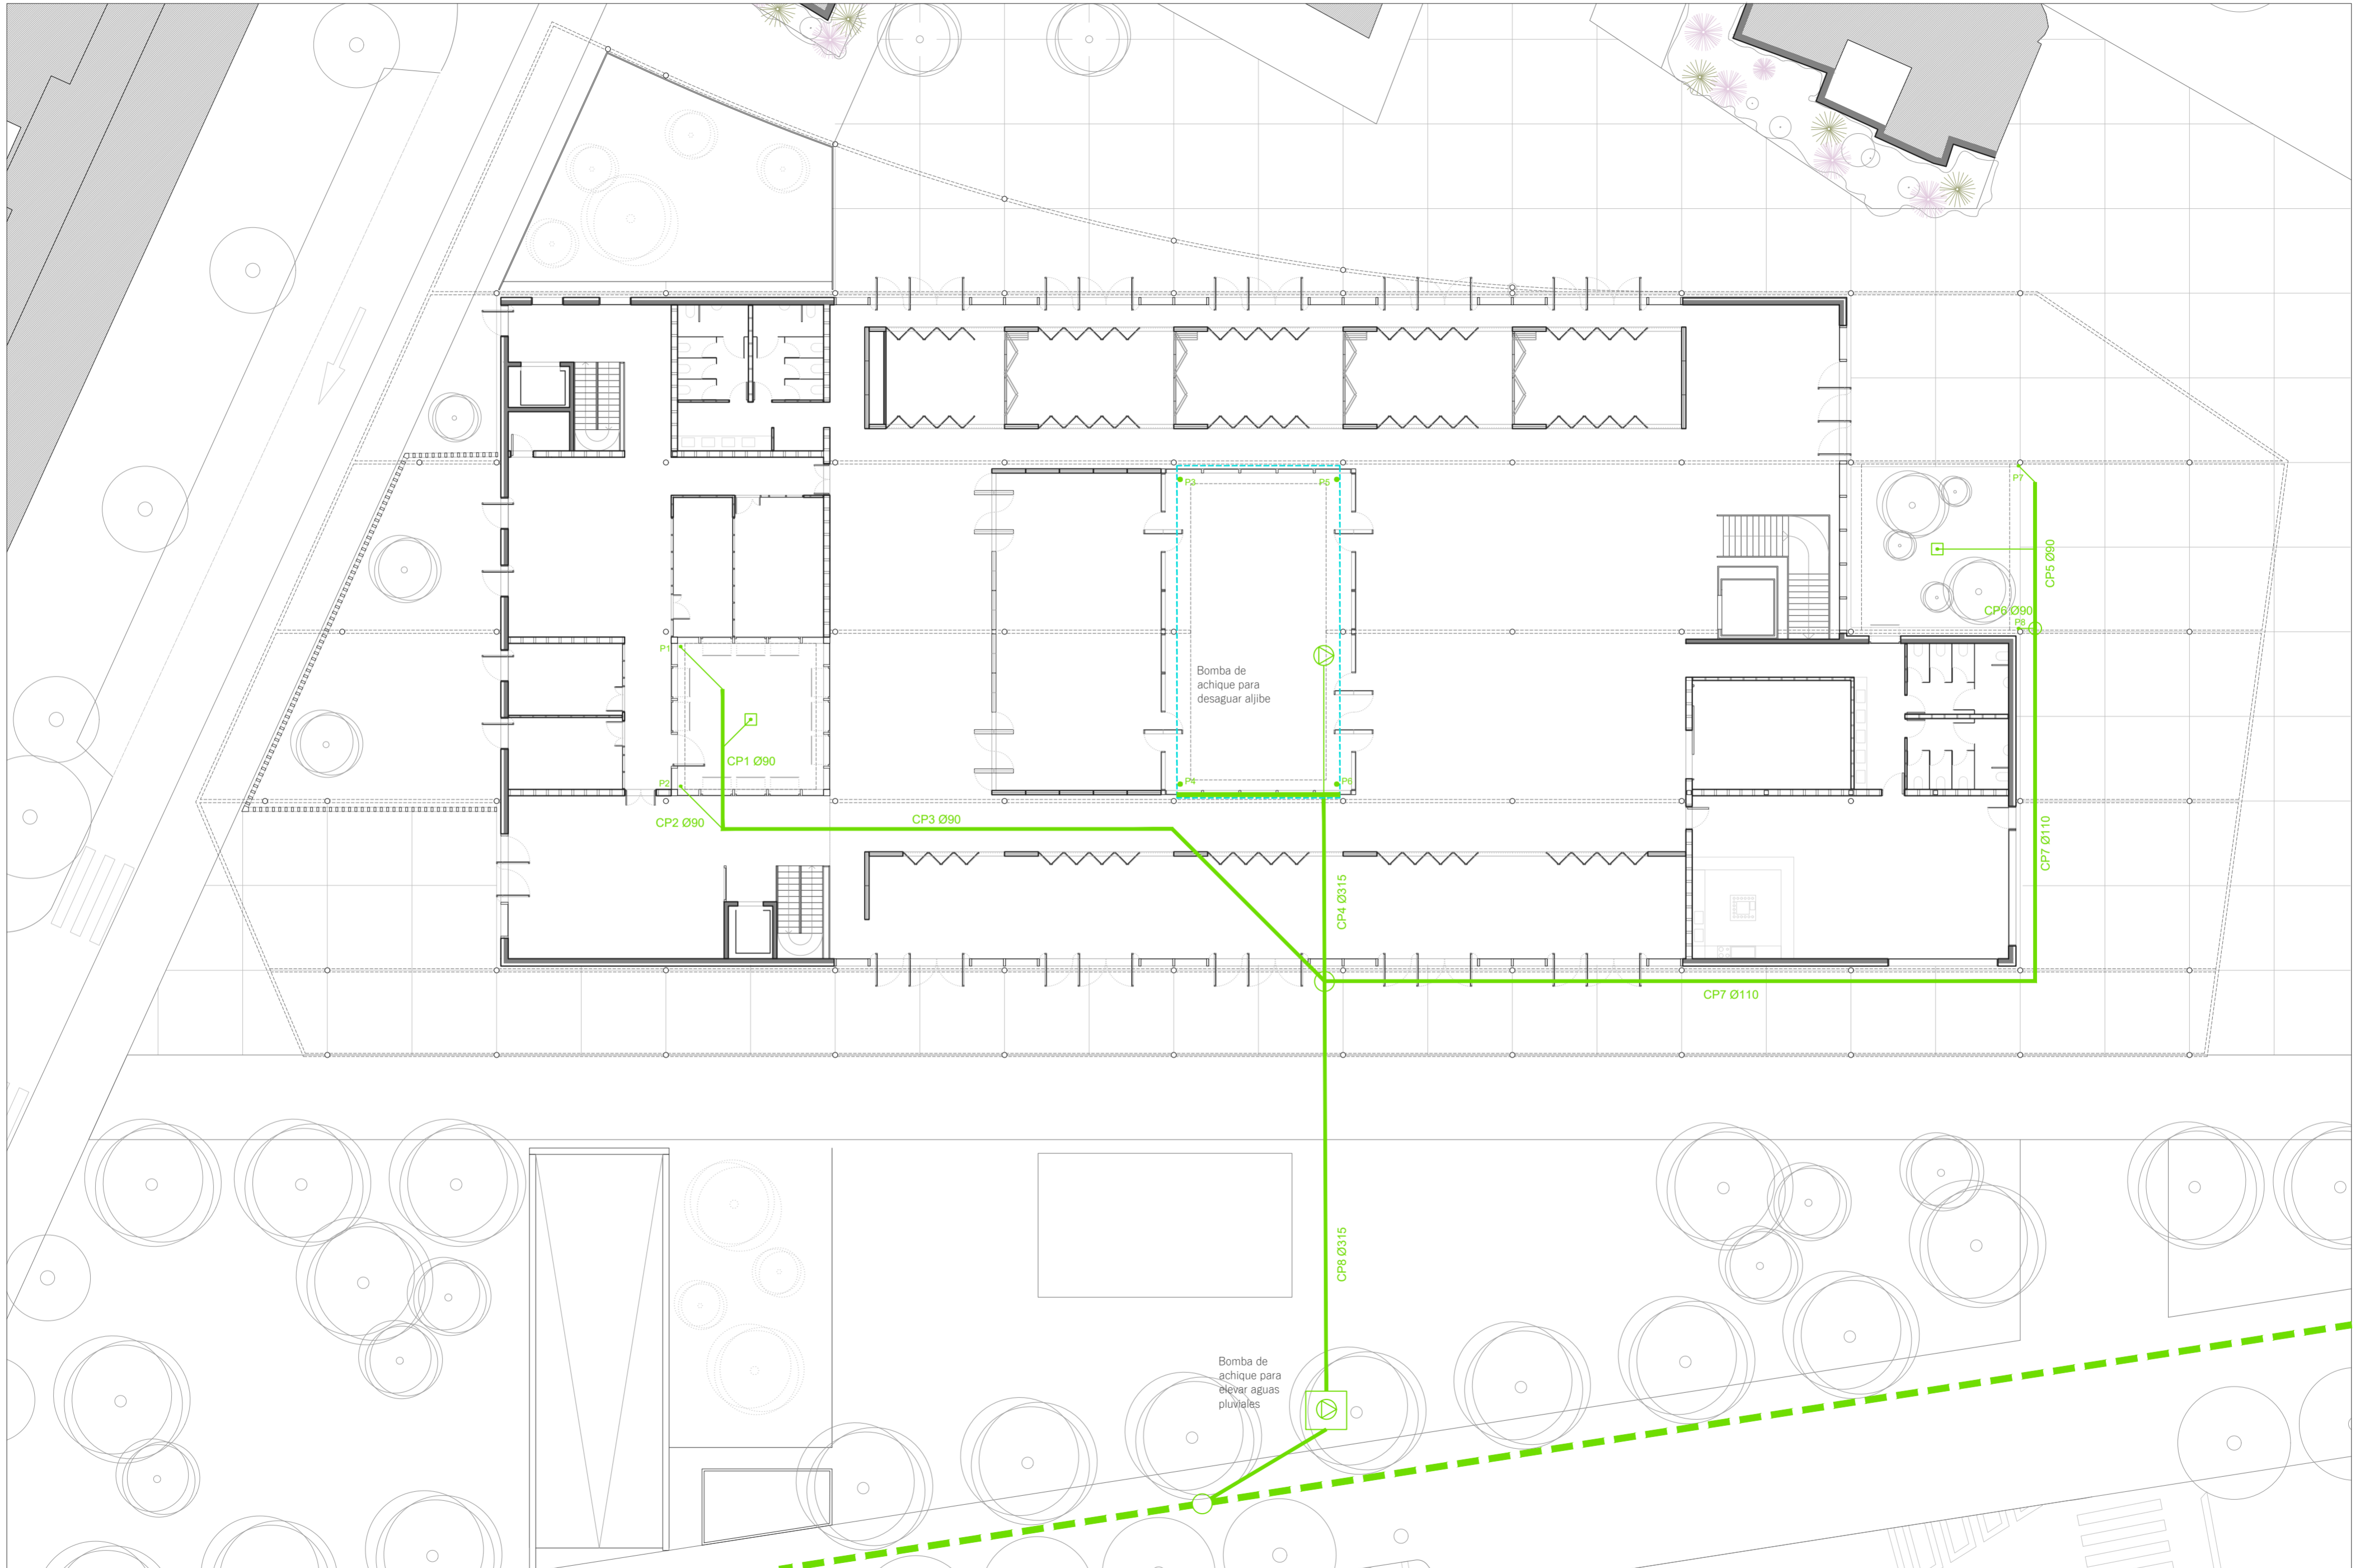 P3
P5
P7
CP5 Ø90
CP6 Ø90
P8
P1
Bomba de
achique para
desaguar aljibe
CP1 Ø90
P2
P4
P6
CP2 Ø90
CP3 Ø90
CP4 Ø315
CP7 Ø110
CP7 Ø110
CP8 Ø315
Bomba de
achique para
elevar aguas
pluviales